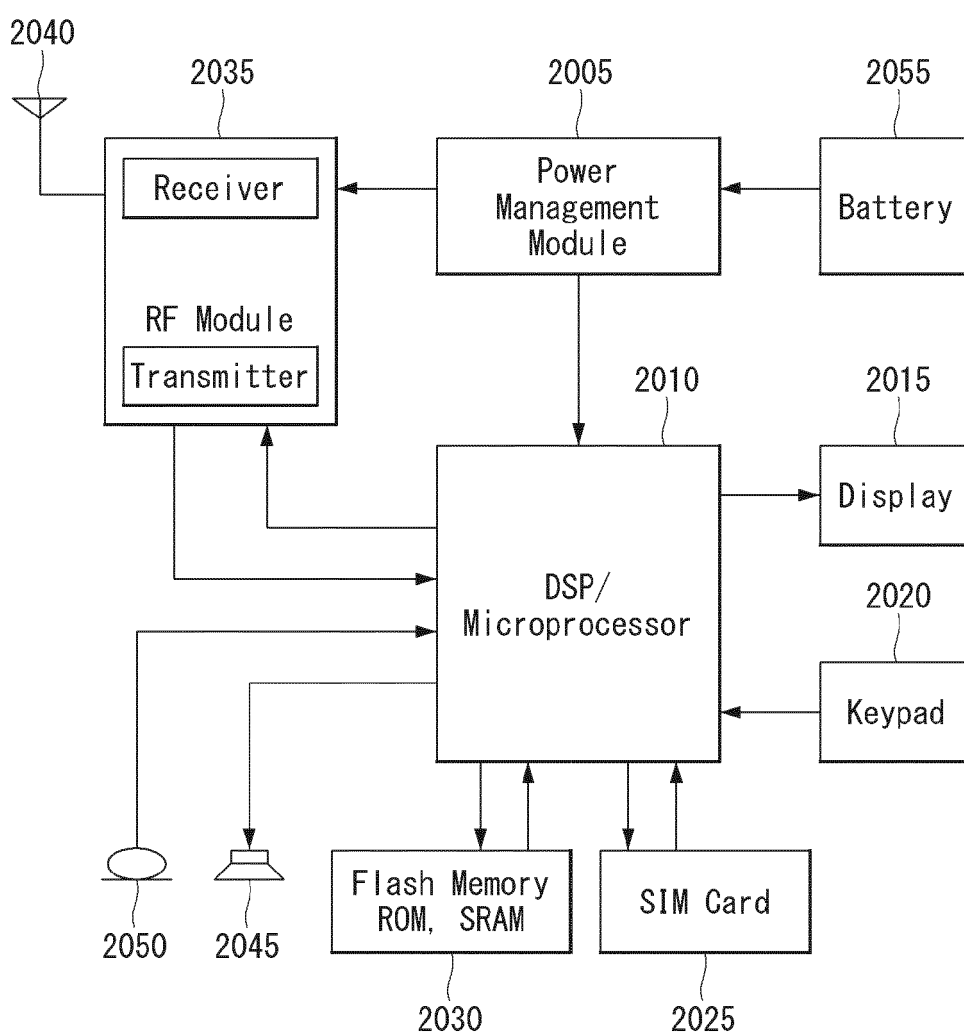 2040
2035
2005
2055
Receiver
RF Module
Transmitter
Power
Management
Module
Battery
2010
2015
DSP/
Microprocessor
Display
2020
Keypad
2050
2045
Flash Memory
ROM, SRAM
SIM Card
2030
2025